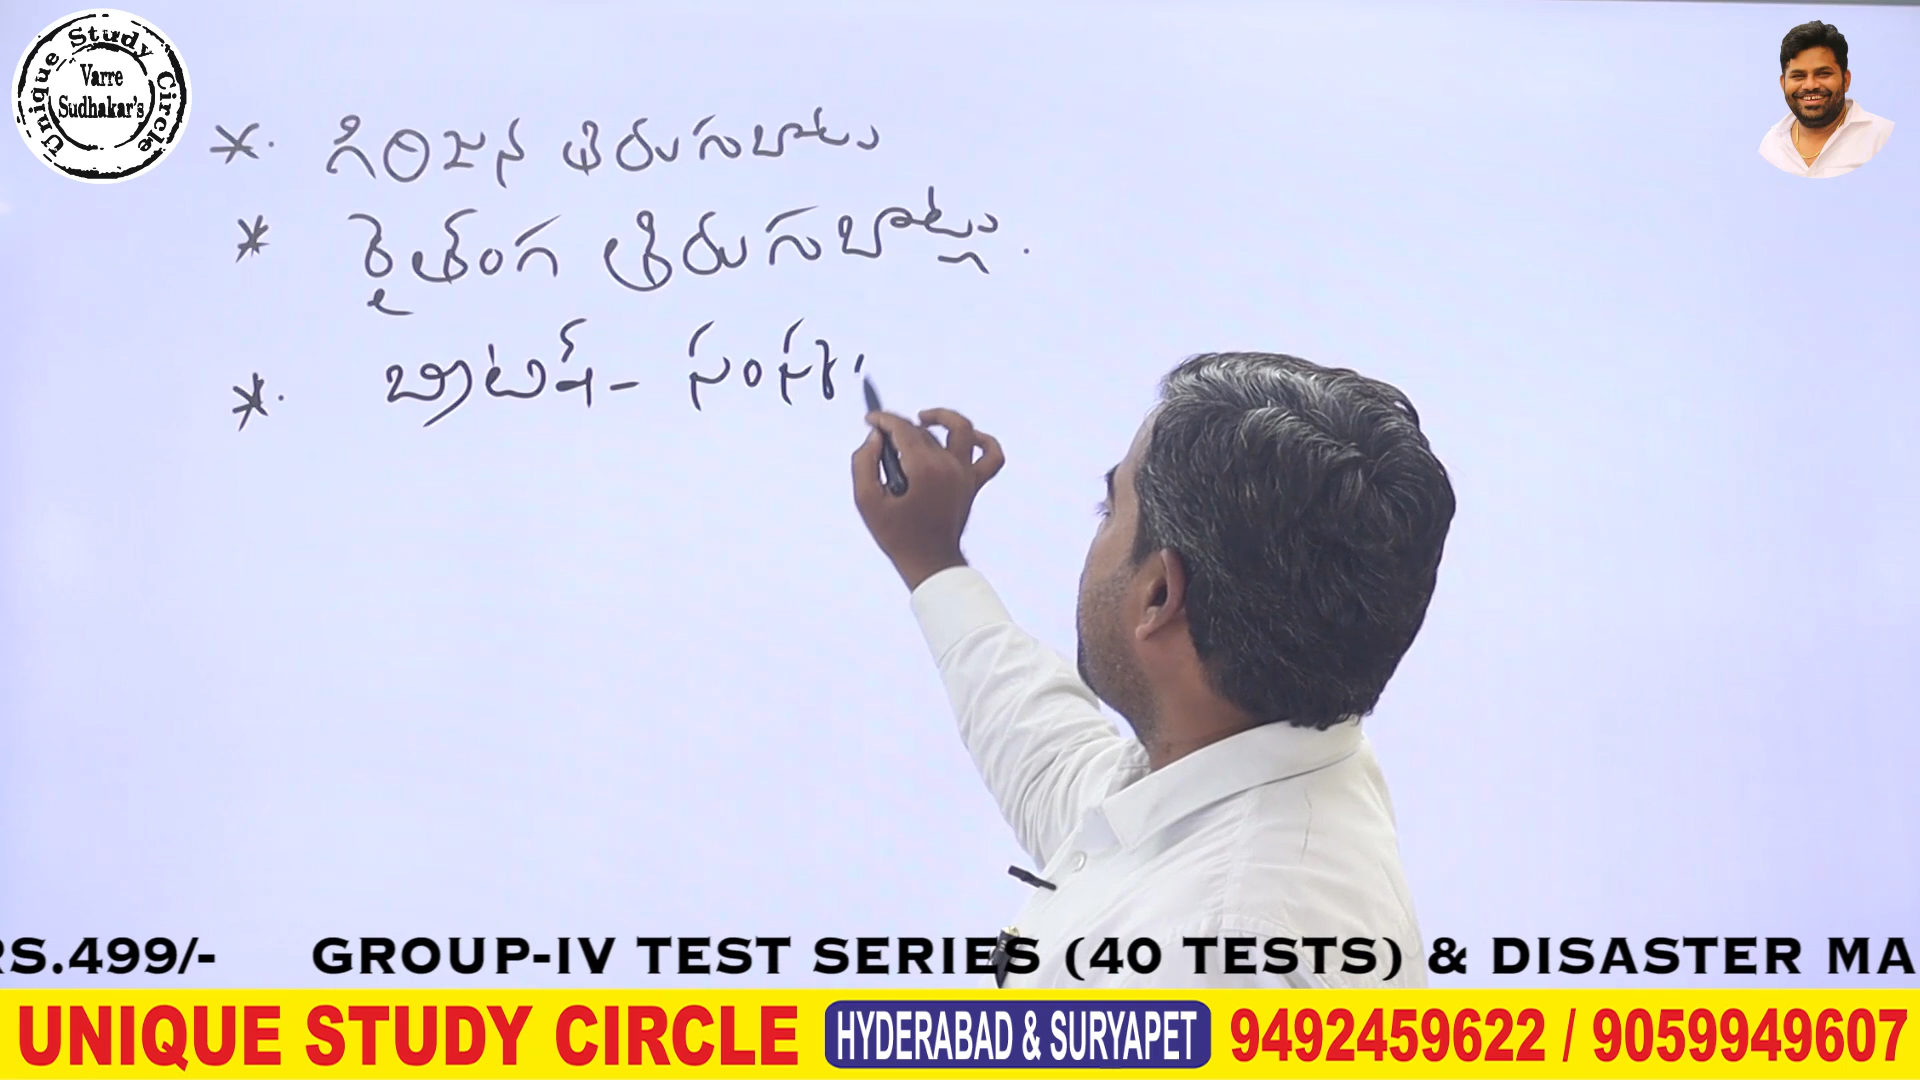 Unique Study Circle
Varre
Sudhakar's
*. గిరిజన తిరుగుబాటు
* రైతాంగ తిరుగుబాట్లు.
*. బ్రిటిష్ - సంస్క
RS.499/- GROUP-IV TEST SERIES (40 TESTS) & DISASTER MA
UNIQUE STUDY CIRCLE HYDERABAD & SURYAPET 9492459622 / 9059949607